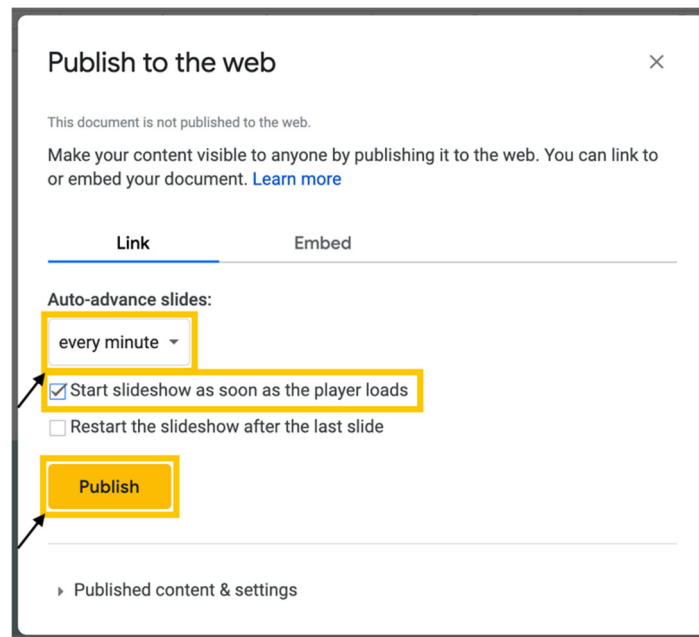 Publish to the web
This document is not published to the web.
Make your content visible to anyone by publishing it to the web. You can link to
or embed your document. Learn more
Link Embed
Auto-advance slides:
every minute
Start slideshow as soon as the player loads
Restart the slideshow after the last slide
Publish
Published content & settings